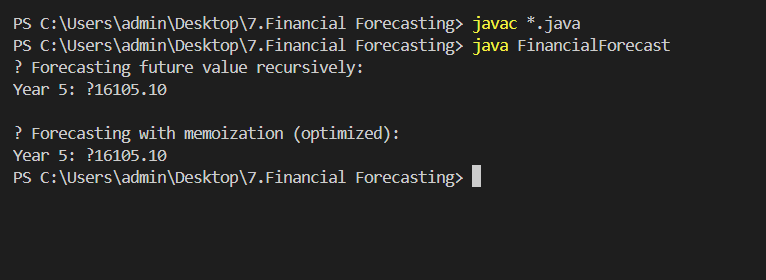 PS C:\Users\admin\Desktop\7.Financial Forecasting> javac *.java
PS C:\Users\admin\Desktop\7.Financial Forecasting> java FinancialForecast
? Forecasting future value recursively:
Year 5: ?16105.10

? Forecasting with memoization (optimized):
Year 5: ?16105.10
PS C:\Users\admin\Desktop\7.Financial Forecasting>